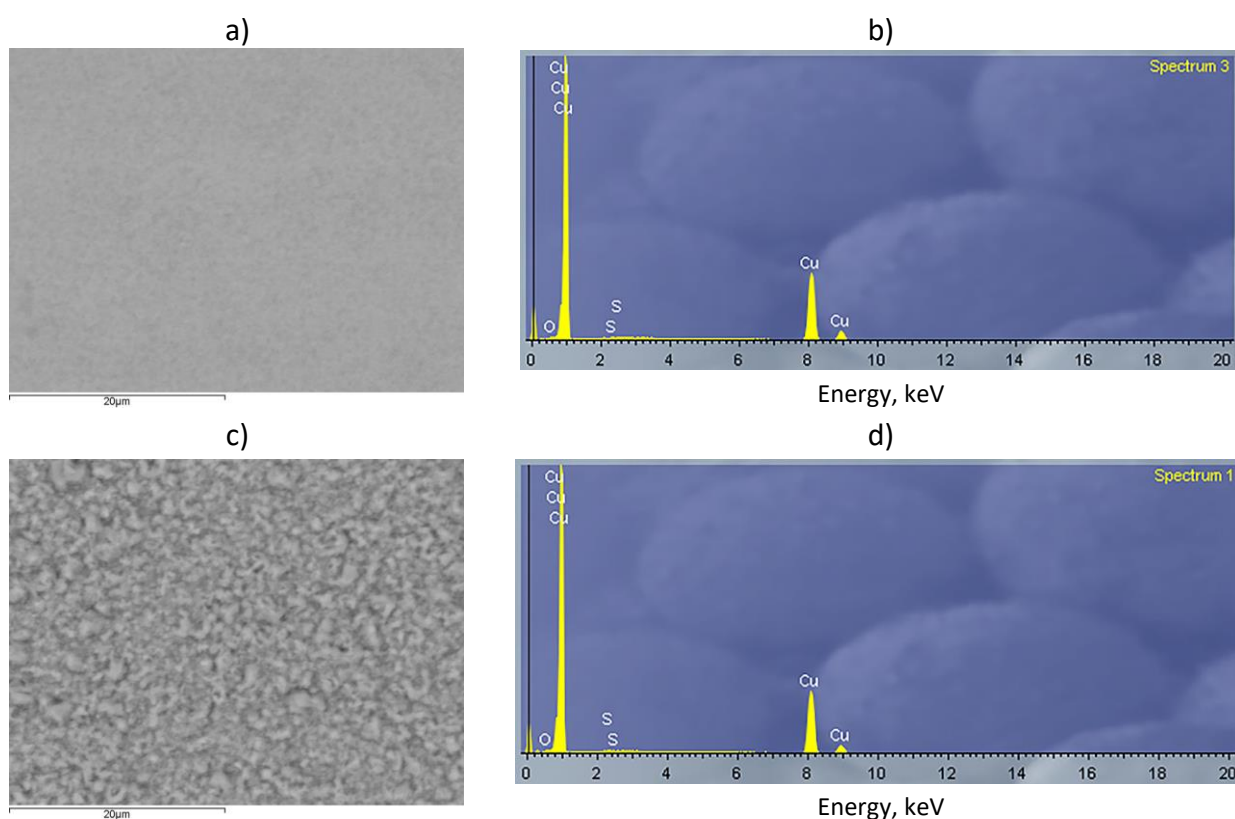 a)
b)
20µm
Spectrum 3
Cu
Cu
Cu
O
S
S
Cu
Cu
0 2 4 6 8 10 12 14 16 18 20
Energy, keV
c)
d)
20µm
Spectrum 1
Cu
Cu
Cu
O
S
S
Cu
Cu
0 2 4 6 8 10 12 14 16 18 20
Energy, keV